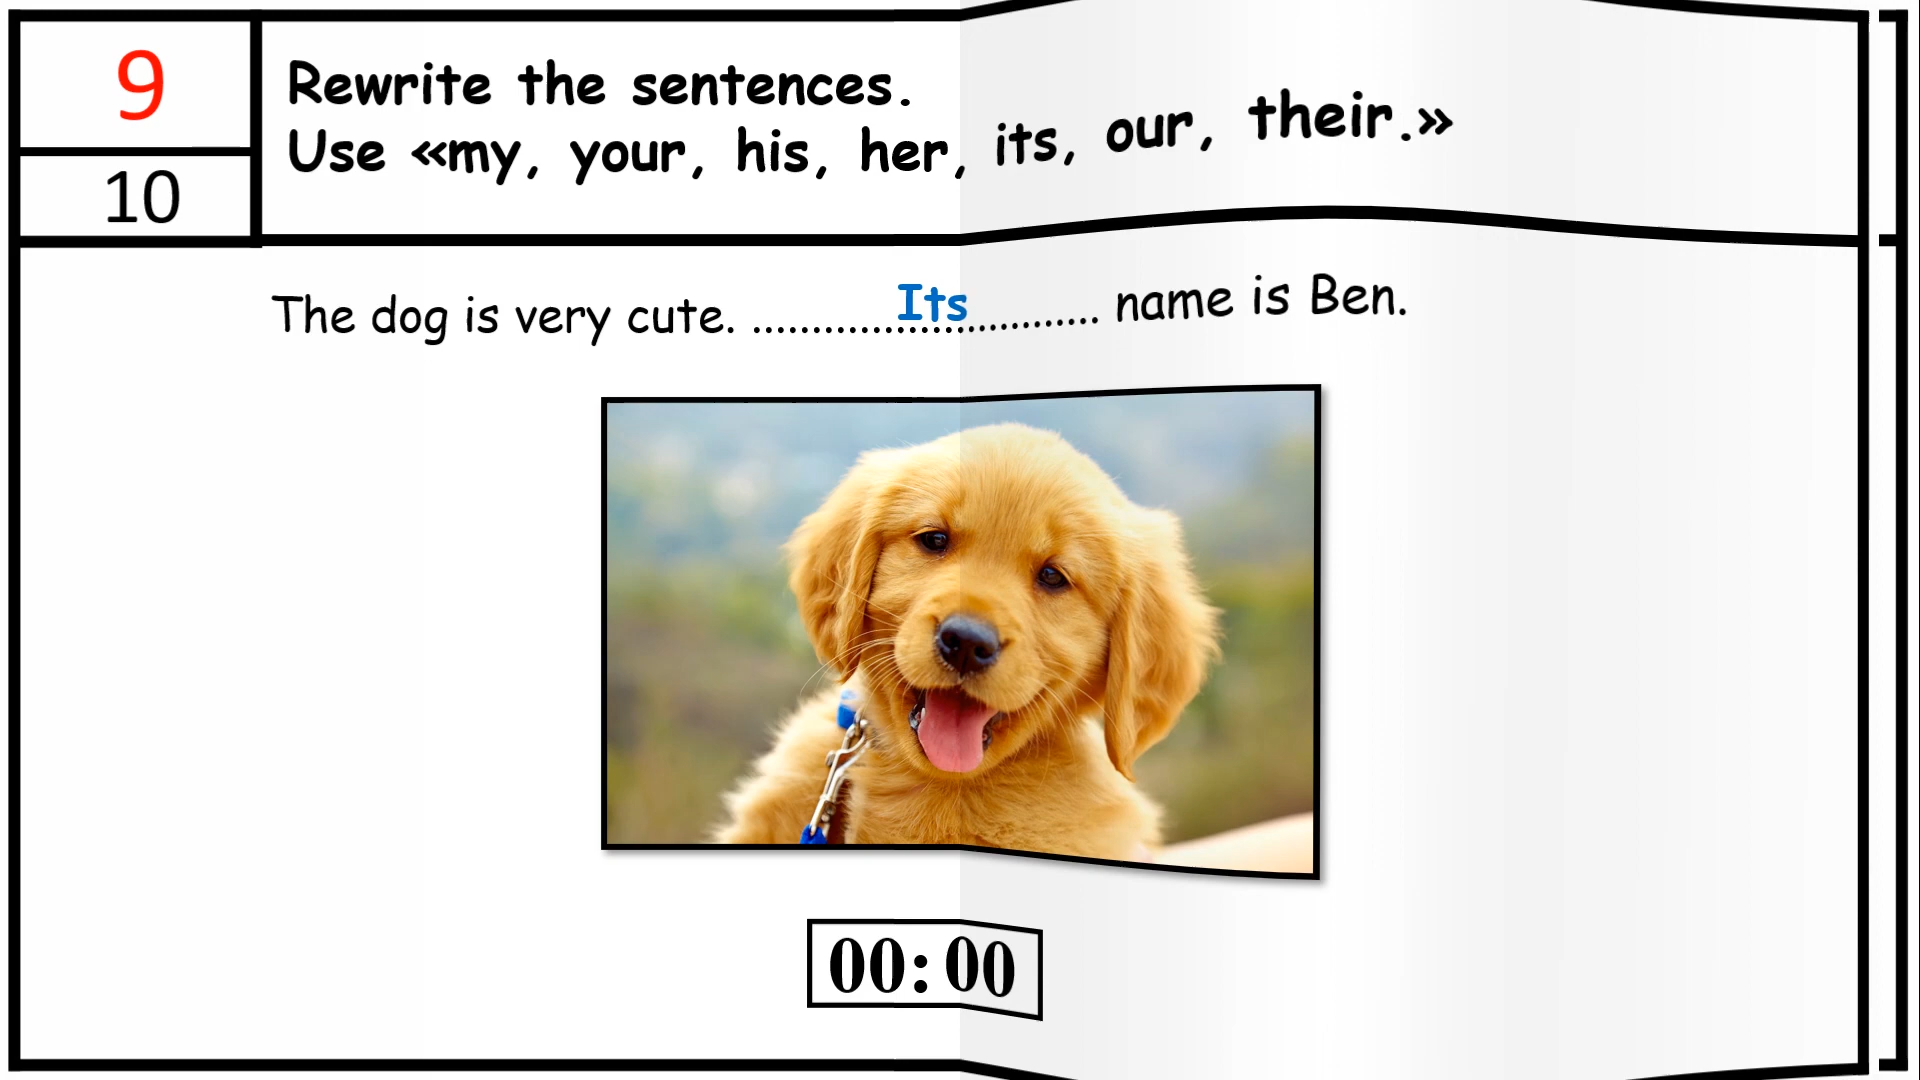 9
10
Rewrite the sentences.
Use «my, your, his, her, its, our, their.»
The dog is very cute. ............................. Its ............................. name is Ben.
00:00